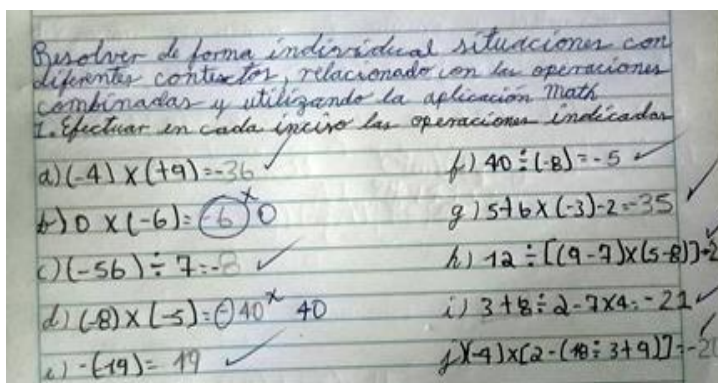 Resolver de forma individual situaciones con
diferentes contextos, relacionado con las operaciones
combinadas y utilizando la aplicación Math
1. Efectuar en cada inciso las operaciones indicadas
a) (-4) x (+9) = -36 ✓
b) 0 x (-6) = -6 x 0
c) (-56) ÷ 7 = -8 ✓
d) (-8) x (-5) = -40 x 40
e) -(-19) = 19 ✓
f) 40 ÷ (-8) = -5 ✓
g) 5+6x(-3)-2=-35 ✓
h) 12 ÷ [(9-7)x(5-8)]=-2 ✓
i) 3+8÷2-7x4=-21 ✓
j) (-4)x[2-(18÷3+9)]=